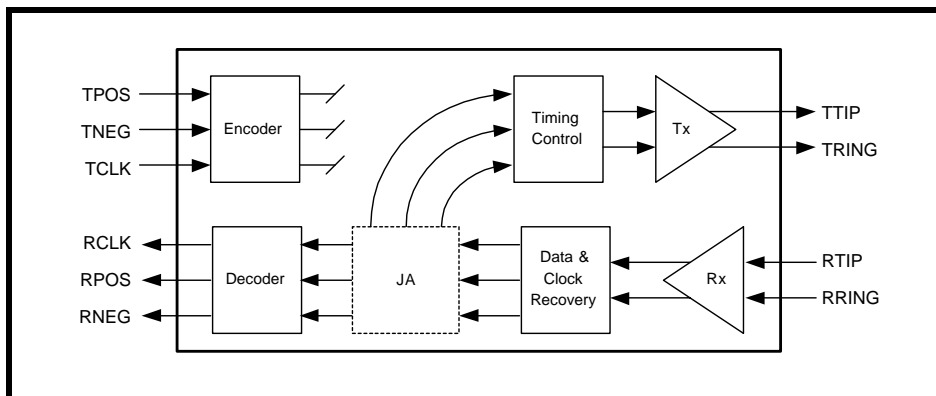 TPOS
TNEG
TCLK
Encoder
Timing
Control
Tx
TTIP
TRING
RCLK
RPOS
RNEG
Decoder
JA
Data &
Clock
Recovery
Rx
RTIP
RRING